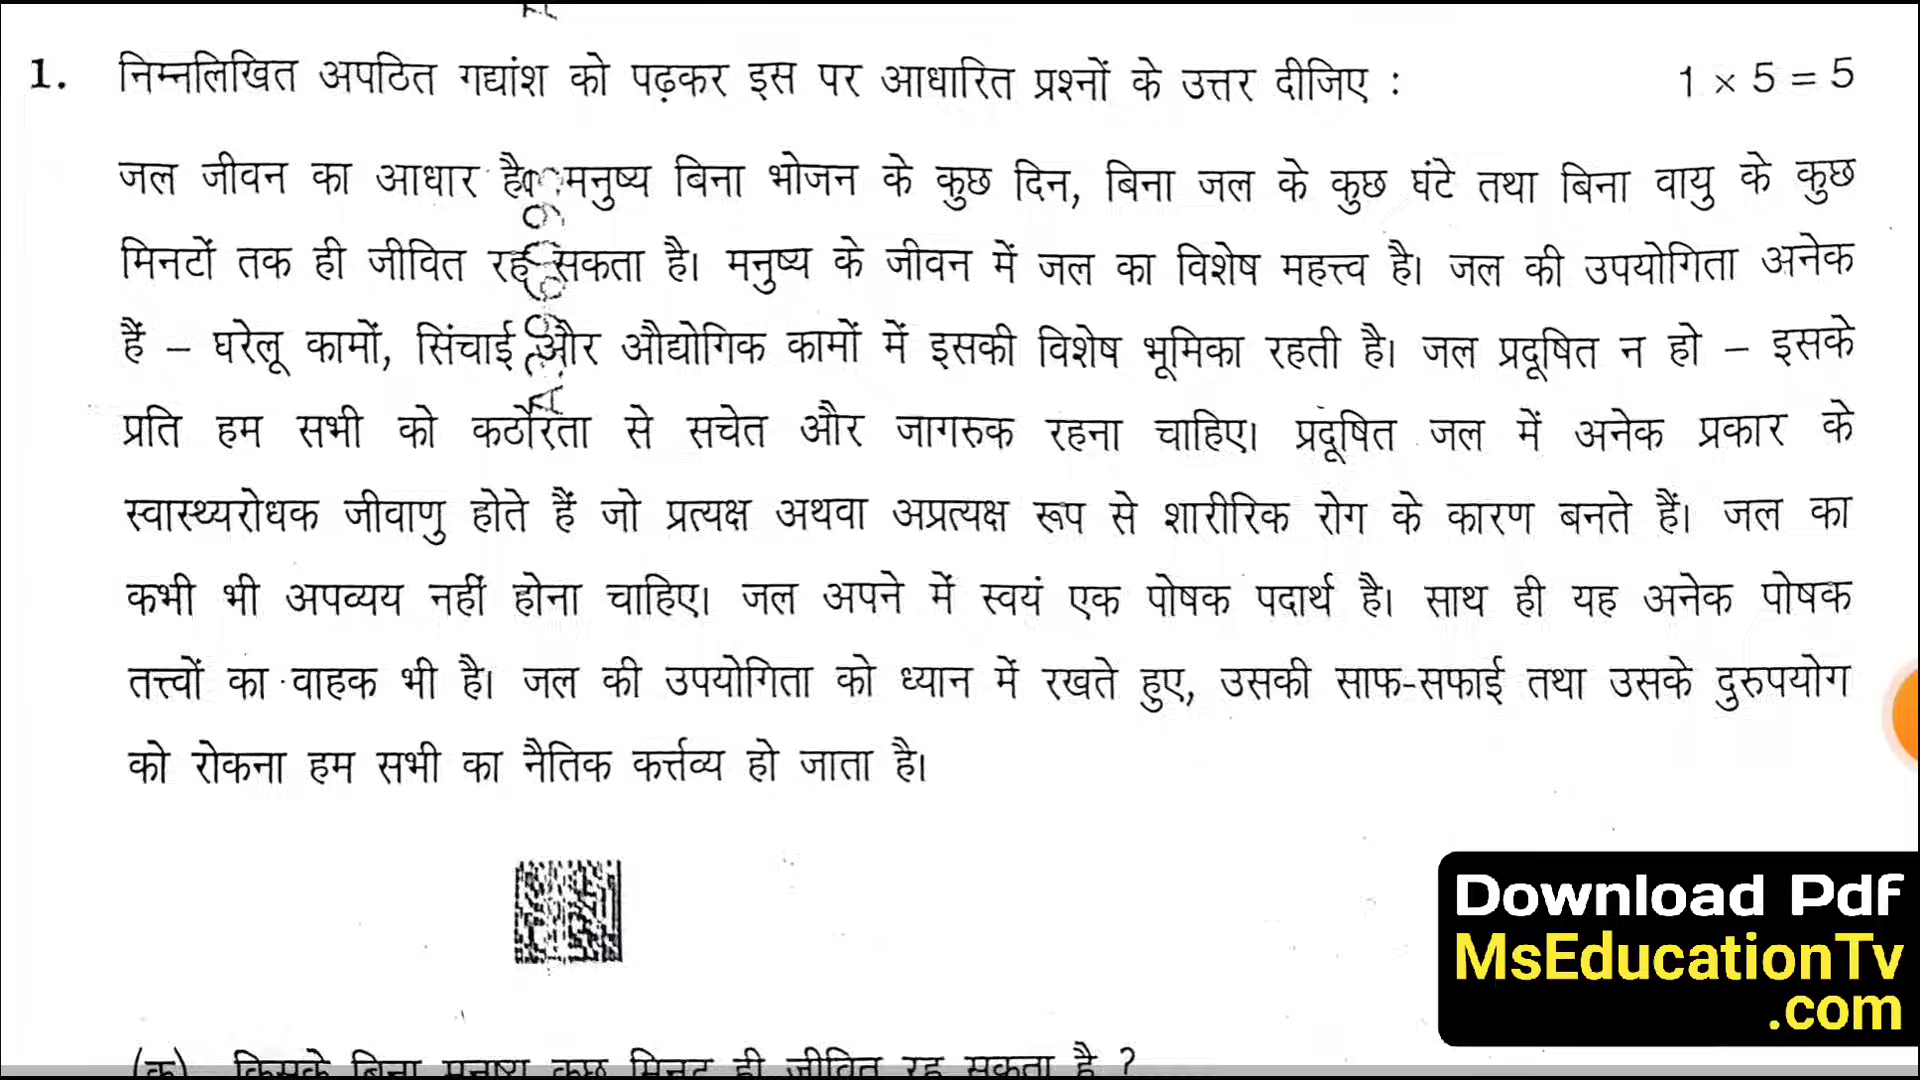 1. निम्नलिखित अपठित गद्यांश को पढ़कर इस पर आधारित प्रश्नों के उत्तर दीजिए : 1 × 5 = 5
जल जीवन का आधार है। मनुष्य बिना भोजन के कुछ दिन, बिना जल के कुछ घंटे तथा बिना वायु के कुछ
मिनटों तक ही जीवित रह सकता है। मनुष्य के जीवन में जल का विशेष महत्त्व है। जल की उपयोगिता अनेक
हैं – घरेलू कामों, सिंचाई और औद्योगिक कामों में इसकी विशेष भूमिका रहती है। जल प्रदूषित न हो – इसके
प्रति हम सभी को कठोरता से सचेत और जागरुक रहना चाहिए। प्रदूषित जल में अनेक प्रकार के
स्वास्थ्यरोधक जीवाणु होते हैं जो प्रत्यक्ष अथवा अप्रत्यक्ष रूप से शारीरिक रोग के कारण बनते हैं। जल का
कभी भी अपव्यय नहीं होना चाहिए। जल अपने में स्वयं एक पोषक पदार्थ है। साथ ही यह अनेक पोषक
तत्त्वों का वाहक भी है। जल की उपयोगिता को ध्यान में रखते हुए, उसकी साफ-सफाई तथा उसके दुरुपयोग
को रोकना हम सभी का नैतिक कर्त्तव्य हो जाता है।
Download Pdf
MsEducationTv
.com
(क) किसके बिना मनुष्य कुछ मिनट ही जीवित रह सकता है ?